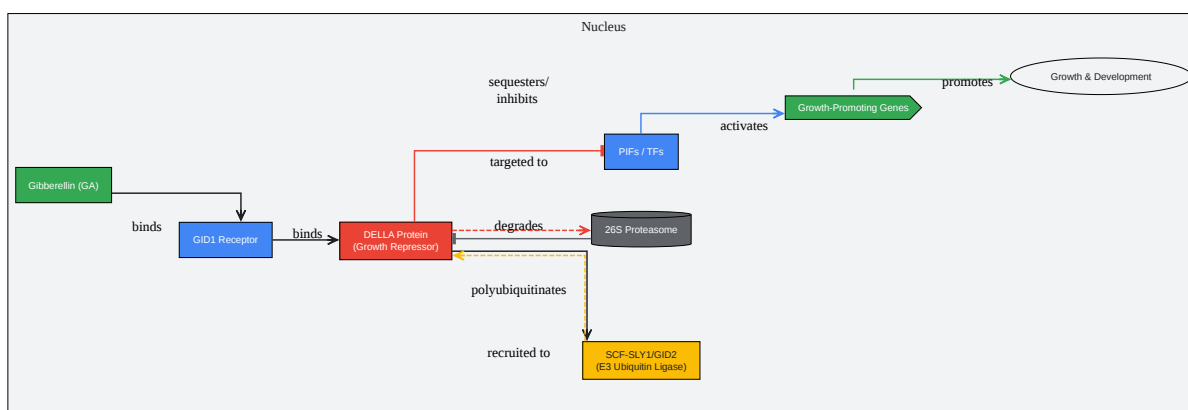 Nucleus
sequesters/
inhibits
Growth & Development
promotes
Growth-Promoting Genes
activates
PIFs / TFs
targeted to
Gibberellin (GA)
binds
GID1 Receptor
binds
DELLA Protein
(Growth Repressor)
degrades
26S Proteasome
polyubiquitinates
recruited to
SCF-SLY1/GID2
(E3 Ubiquitin Ligase)